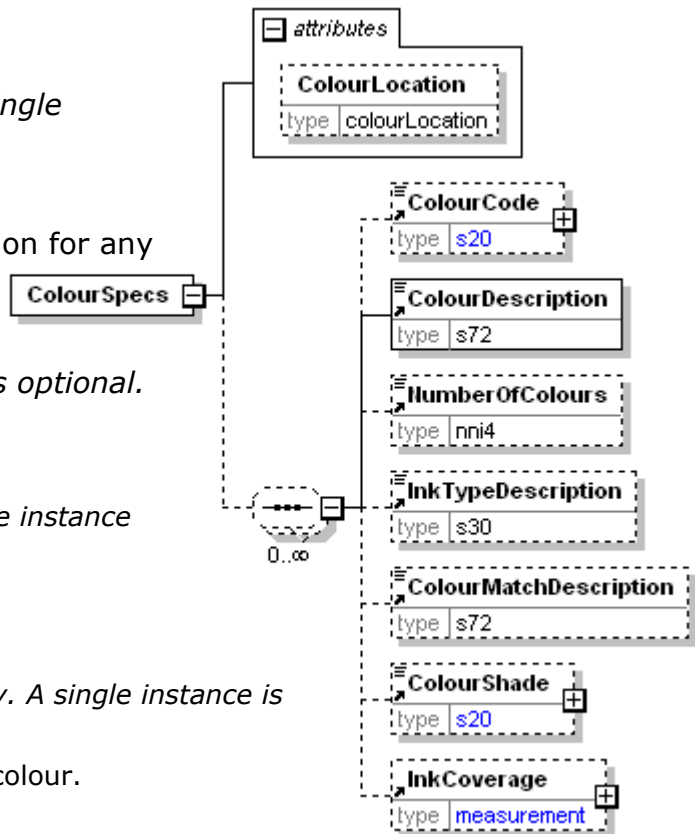 ngle
on for any
s optional.
e instance
y. A single instance is
colour.
attributes
ColourLocation
type colourLocation
ColourSpecs
0..∞
ColourCode
type s20
ColourDescription
type s72
NumberOfColours
type nni4
InkTypeDescription
type s30
ColourMatchDescription
type s72
ColourShade
type s20
InkCoverage
type measurement